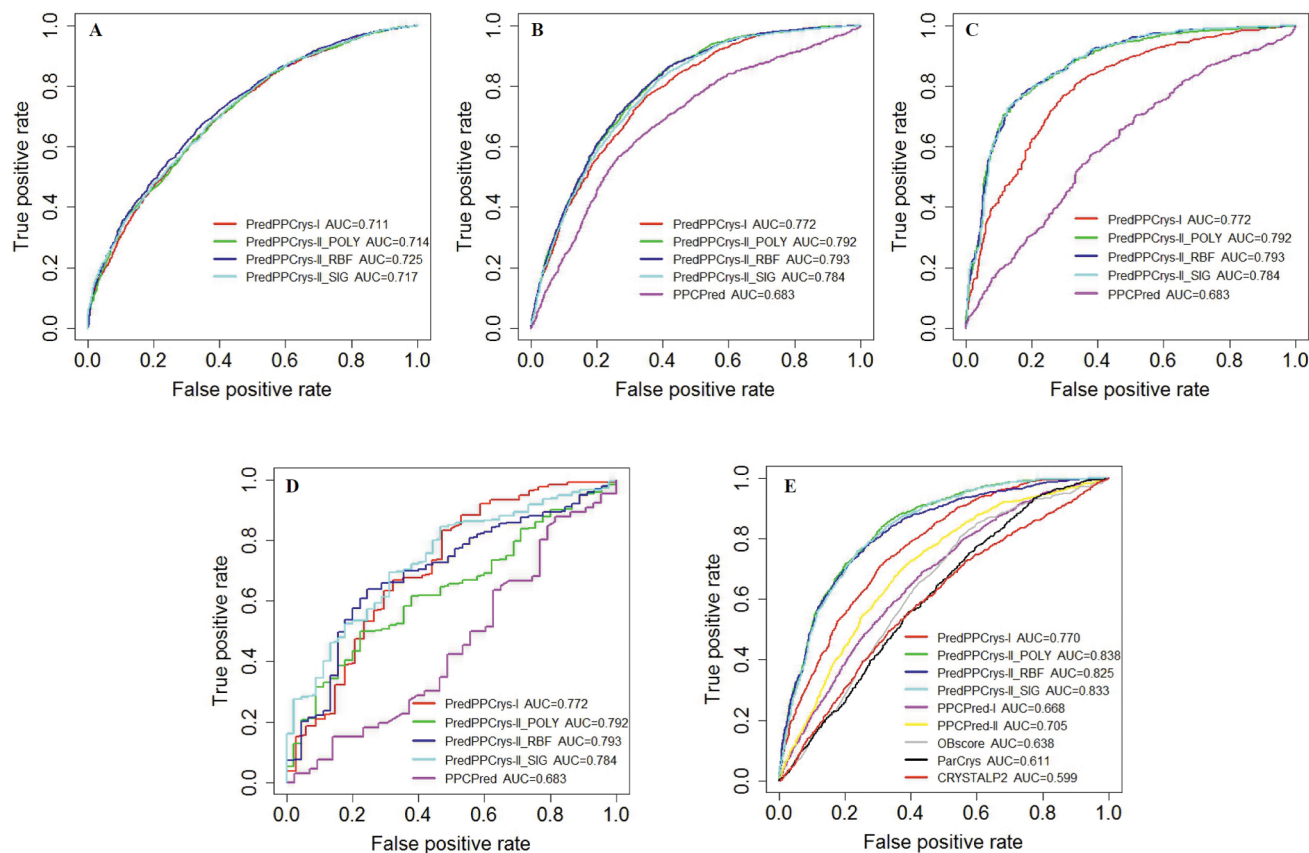 A
True positive rate
0.0 0.2 0.4 0.6 0.8 1.0
PredPPCrys-I AUC=0.711
PredPPCrys-II_POLY AUC=0.714
PredPPCrys-II_RBF AUC=0.725
PredPPCrys-II_SIG AUC=0.717
0.0 0.2 0.4 0.6 0.8 1.0
False positive rate
B
True positive rate
0.0 0.2 0.4 0.6 0.8 1.0
PredPPCrys-I AUC=0.772
PredPPCrys-II_POLY AUC=0.792
PredPPCrys-II_RBF AUC=0.793
PredPPCrys-II_SIG AUC=0.784
PPCPred AUC=0.683
0.0 0.2 0.4 0.6 0.8 1.0
False positive rate
C
True positive rate
0.0 0.2 0.4 0.6 0.8 1.0
PredPPCrys-I AUC=0.772
PredPPCrys-II_POLY AUC=0.792
PredPPCrys-II_RBF AUC=0.793
PredPPCrys-II_SIG AUC=0.784
PPCPred AUC=0.683
0.0 0.2 0.4 0.6 0.8 1.0
False positive rate
D
True positive rate
0.0 0.2 0.4 0.6 0.8 1.0
PredPPCrys-I AUC=0.772
PredPPCrys-II_POLY AUC=0.792
PredPPCrys-II_RBF AUC=0.793
PredPPCrys-II_SIG AUC=0.784
PPCPred AUC=0.683
0.0 0.2 0.4 0.6 0.8 1.0
False positive rate
E
True positive rate
0.0 0.2 0.4 0.6 0.8 1.0
PredPPCrys-I AUC=0.770
PredPPCrys-II_POLY AUC=0.838
PredPPCrys-II_RBF AUC=0.825
PredPPCrys-II_SIG AUC=0.833
PPCPred-I AUC=0.668
PPCPred-II AUC=0.705
OBscore AUC=0.638
ParCrys AUC=0.611
CRYSTALP2 AUC=0.599
0.0 0.2 0.4 0.6 0.8 1.0
False positive rate